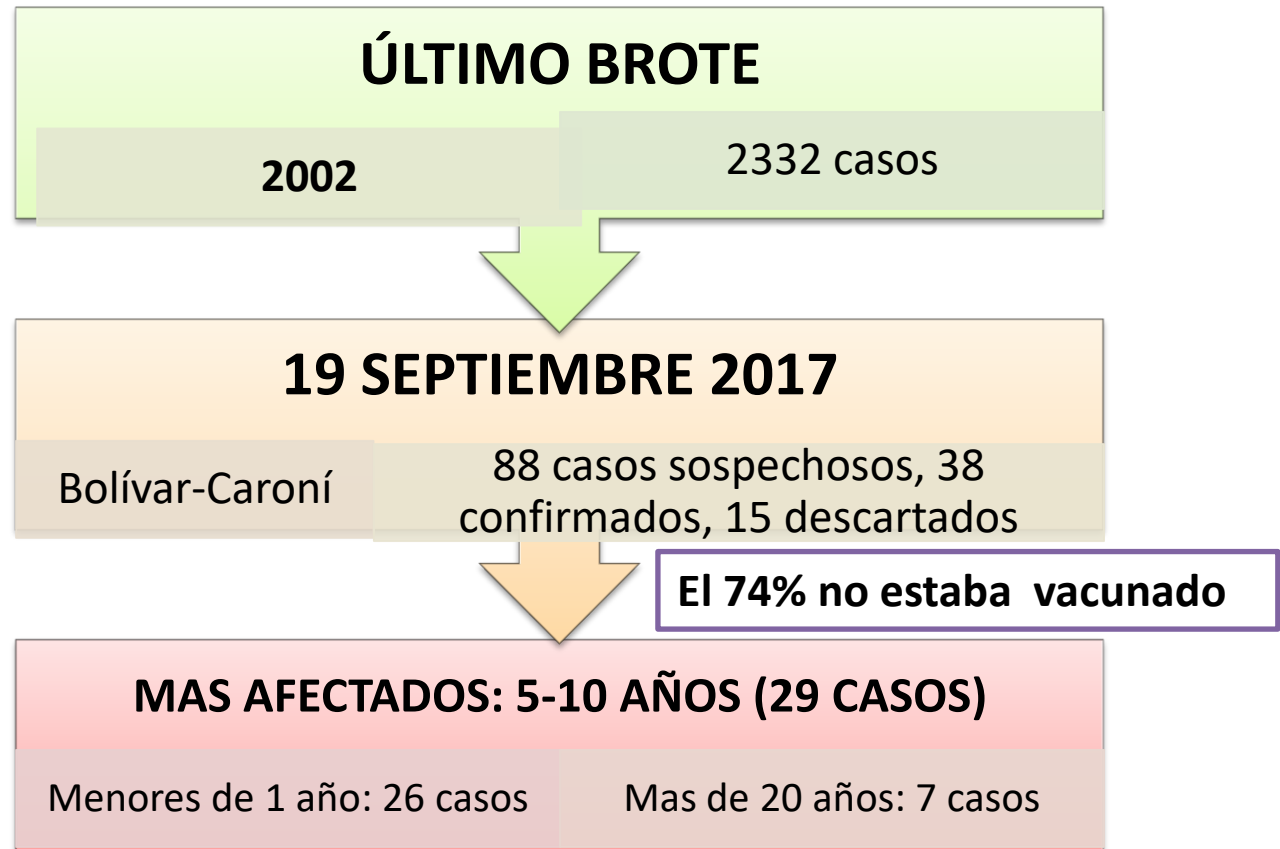 ÚLTIMO BROTE
2002
2332 casos
19 SEPTIEMBRE 2017
Bolívar-Caroní
88 casos sospechosos, 38
confirmados, 15 descartados
El 74% no estaba vacunado
MAS AFECTADOS: 5-10 AÑOS (29 CASOS)
Menores de 1 año: 26 casos
Mas de 20 años: 7 casos